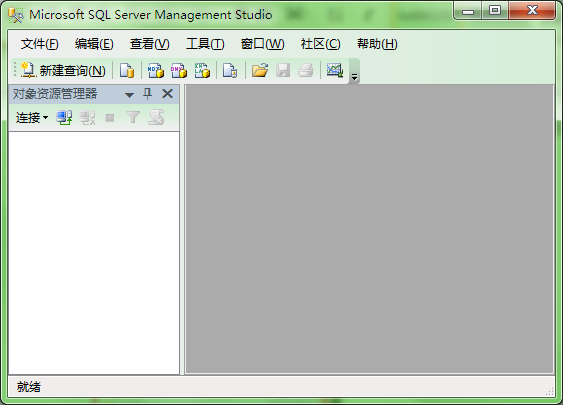 Microsoft SQL Server Management Studio
文件(F) 编辑(E) 查看(V) 工具(T) 窗口(W) 社区(C) 帮助(H)
新建查询(N)
对象资源管理器
连接
就绪